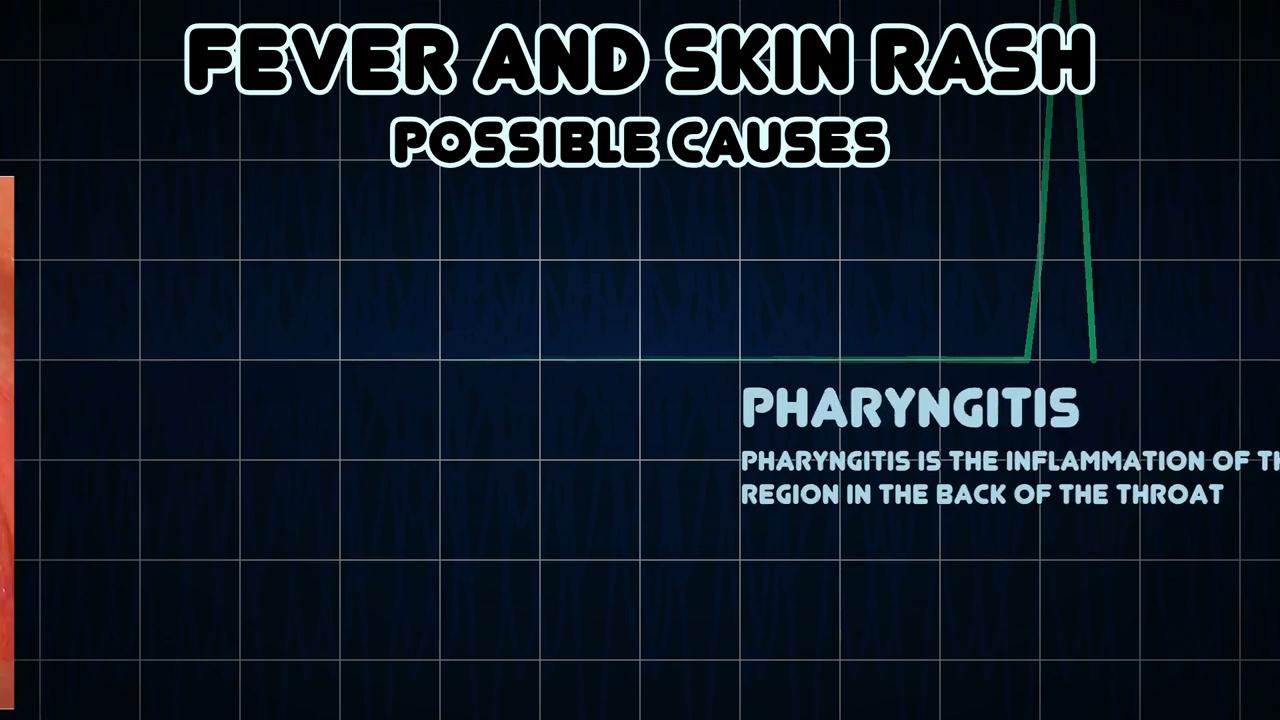 FEVER AND SKIN RASH
POSSIBLE CAUSES
PHARYNGITIS
PHARYNGITIS IS THE INFLAMMATION OF
REGION IN THE BACK OF THE THROAT